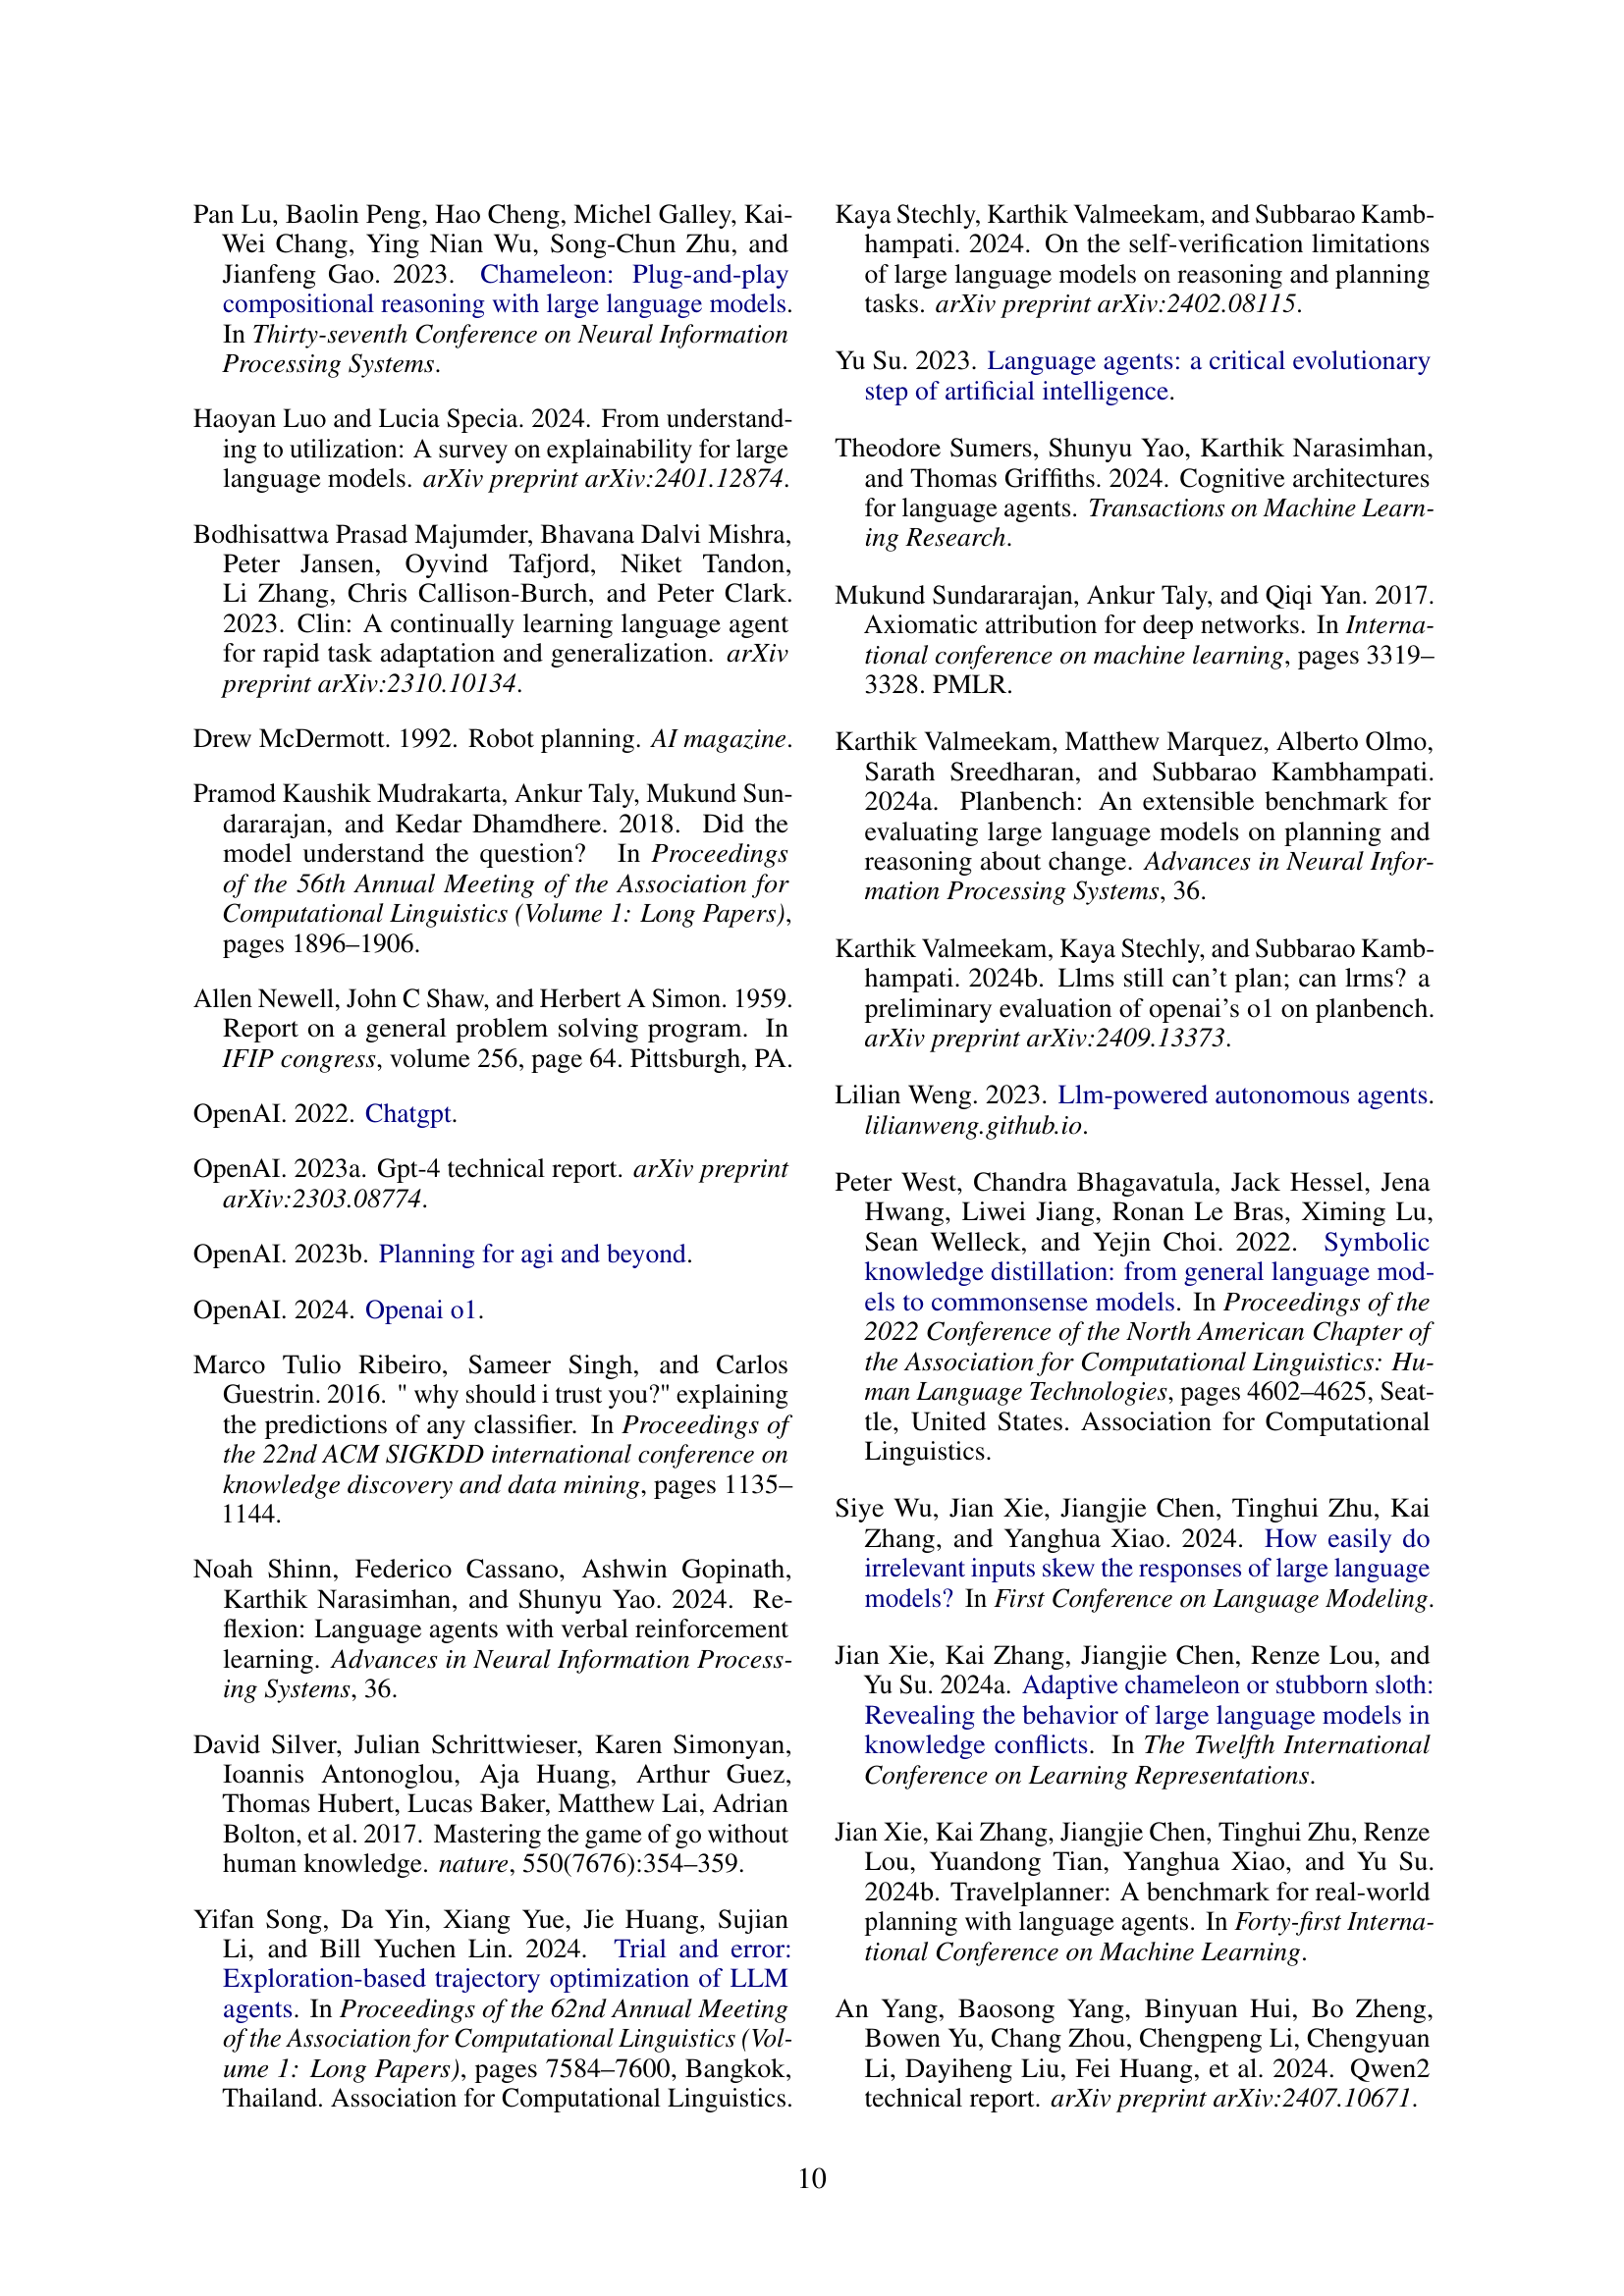 Pan Lu, Baolin Peng, Hao Cheng, Michel Galley, Kai-
Wei Chang, Ying Nian Wu, Song-Chun Zhu, and
Jianfeng Gao. 2023. Chameleon: Plug-and-play
compositional reasoning with large language models.
In Thirty-seventh Conference on Neural Information
Processing Systems.
Haoyan Luo and Lucia Specia. 2024. From understand-
ing to utilization: A survey on explainability for large
language models. arXiv preprint arXiv:2401.12874.
Bodhisattwa Prasad Majumder, Bhavana Dalvi Mishra,
Peter Jansen, Oyvind Tafjord, Niket Tandon,
Li Zhang, Chris Callison-Burch, and Peter Clark.
2023. Clin: A continually learning language agent
for rapid task adaptation and generalization. arXiv
preprint arXiv:2310.10134.
Drew McDermott. 1992. Robot planning. AI magazine.
Pramod Kaushik Mudrakarta, Ankur Taly, Mukund Sun-
dararajan, and Kedar Dhamdhere. 2018. Did the
model understand the question? In Proceedings
of the 56th Annual Meeting of the Association for
Computational Linguistics (Volume 1: Long Papers),
pages 1896–1906.
Allen Newell, John C Shaw, and Herbert A Simon. 1959.
Report on a general problem solving program. In
IFIP congress, volume 256, page 64. Pittsburgh, PA.
OpenAI. 2022. Chatgpt.
OpenAI. 2023a. Gpt-4 technical report. arXiv preprint
arXiv:2303.08774.
OpenAI. 2023b. Planning for agi and beyond.
OpenAI. 2024. Openai o1.
Marco Tulio Ribeiro, Sameer Singh, and Carlos
Guestrin. 2016. " why should i trust you?" explaining
the predictions of any classifier. In Proceedings of
the 22nd ACM SIGKDD international conference on
knowledge discovery and data mining, pages 1135–
1144.
Noah Shinn, Federico Cassano, Ashwin Gopinath,
Karthik Narasimhan, and Shunyu Yao. 2024. Re-
flexion: Language agents with verbal reinforcement
learning. Advances in Neural Information Process-
ing Systems, 36.
David Silver, Julian Schrittwieser, Karen Simonyan,
Ioannis Antonoglou, Aja Huang, Arthur Guez,
Thomas Hubert, Lucas Baker, Matthew Lai, Adrian
Bolton, et al. 2017. Mastering the game of go without
human knowledge. nature, 550(7676):354–359.
Yifan Song, Da Yin, Xiang Yue, Jie Huang, Sujian
Li, and Bill Yuchen Lin. 2024. Trial and error:
Exploration-based trajectory optimization of LLM
agents. In Proceedings of the 62nd Annual Meeting
of the Association for Computational Linguistics (Vol-
ume 1: Long Papers), pages 7584–7600, Bangkok,
Thailand. Association for Computational Linguistics.
Kaya Stechly, Karthik Valmeekam, and Subbarao Kamb-
hampati. 2024. On the self-verification limitations
of large language models on reasoning and planning
tasks. arXiv preprint arXiv:2402.08115.
Yu Su. 2023. Language agents: a critical evolutionary
step of artificial intelligence.
Theodore Sumers, Shunyu Yao, Karthik Narasimhan,
and Thomas Griffiths. 2024. Cognitive architectures
for language agents. Transactions on Machine Learn-
ing Research.
Mukund Sundararajan, Ankur Taly, and Qiqi Yan. 2017.
Axiomatic attribution for deep networks. In Interna-
tional conference on machine learning, pages 3319–
3328. PMLR.
Karthik Valmeekam, Matthew Marquez, Alberto Olmo,
Sarath Sreedharan, and Subbarao Kambhampati.
2024a. Planbench: An extensible benchmark for
evaluating large language models on planning and
reasoning about change. Advances in Neural Infor-
mation Processing Systems, 36.
Karthik Valmeekam, Kaya Stechly, and Subbarao Kamb-
hampati. 2024b. Llms still can't plan; can lrms? a
preliminary evaluation of openai's o1 on planbench.
arXiv preprint arXiv:2409.13373.
Lilian Weng. 2023. Llm-powered autonomous agents.
lilianweng.github.io.
Peter West, Chandra Bhagavatula, Jack Hessel, Jena
Hwang, Liwei Jiang, Ronan Le Bras, Ximing Lu,
Sean Welleck, and Yejin Choi. 2022. Symbolic
knowledge distillation: from general language mod-
els to commonsense models. In Proceedings of the
2022 Conference of the North American Chapter of
the Association for Computational Linguistics: Hu-
man Language Technologies, pages 4602–4625, Seat-
tle, United States. Association for Computational
Linguistics.
Siye Wu, Jian Xie, Jiangjie Chen, Tinghui Zhu, Kai
Zhang, and Yanghua Xiao. 2024. How easily do
irrelevant inputs skew the responses of large language
models? In First Conference on Language Modeling.
Jian Xie, Kai Zhang, Jiangjie Chen, Renze Lou, and
Yu Su. 2024a. Adaptive chameleon or stubborn sloth:
Revealing the behavior of large language models in
knowledge conflicts. In The Twelfth International
Conference on Learning Representations.
Jian Xie, Kai Zhang, Jiangjie Chen, Tinghui Zhu, Renze
Lou, Yuandong Tian, Yanghua Xiao, and Yu Su.
2024b. Travelplanner: A benchmark for real-world
planning with language agents. In Forty-first Interna-
tional Conference on Machine Learning.
An Yang, Baosong Yang, Binyuan Hui, Bo Zheng,
Bowen Yu, Chang Zhou, Chengpeng Li, Chengyuan
Li, Dayiheng Liu, Fei Huang, et al. 2024. Qwen2
technical report. arXiv preprint arXiv:2407.10671.
10